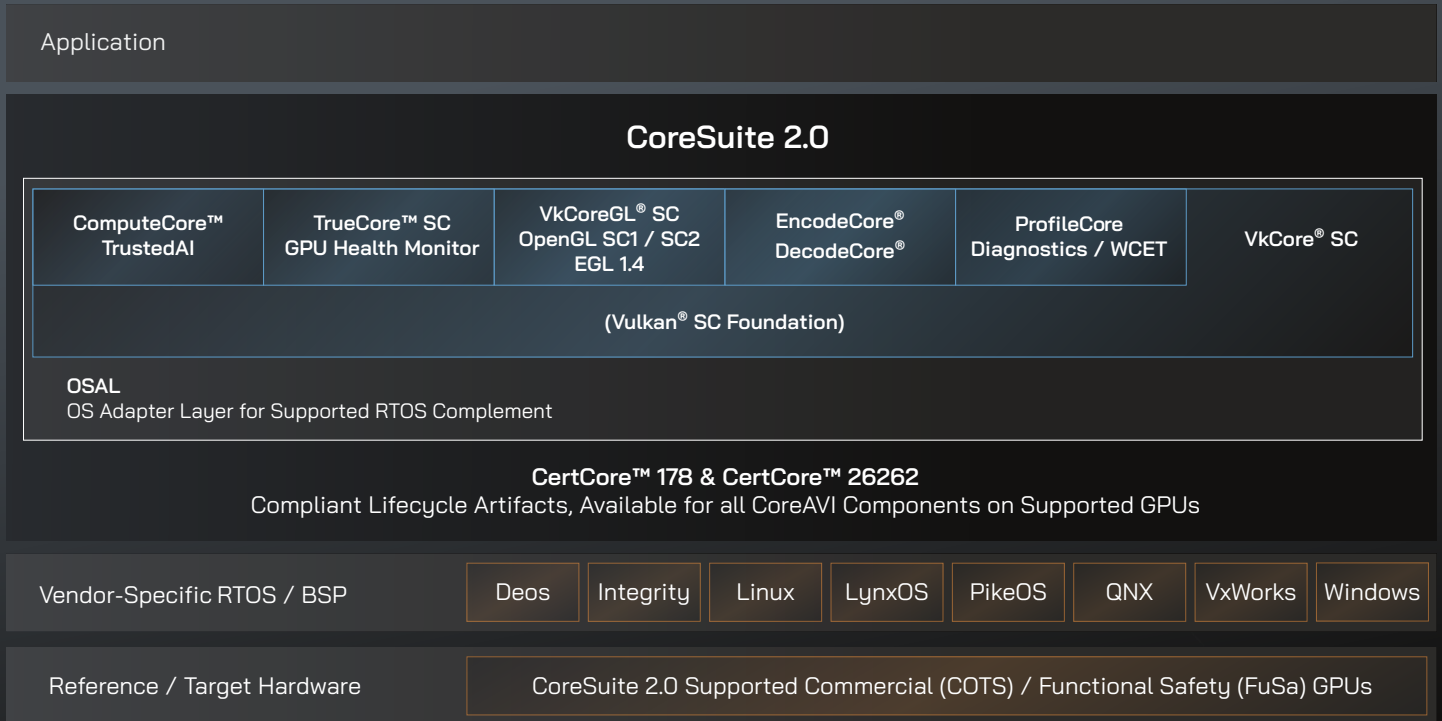 Application
CoreSuite 2.0
ComputeCore™
TrustedAI
TrueCore™ SC
GPU Health Monitor
VkCoreGL® SC
OpenGL SC1 / SC2
EGL 1.4
EncodeCore®
DecodeCore®
ProfileCore
Diagnostics / WCET
VkCore® SC
(Vulkan® SC Foundation)
OSAL
OS Adapter Layer for Supported RTOS Complement
CertCore™ 178 & CertCore™ 26262
Compliant Lifecycle Artifacts, Available for all CoreAVI Components on Supported GPUs
Vendor-Specific RTOS / BSP
Deos
Integrity
Linux
LynxOS
PikeOS
QNX
VxWorks
Windows
Reference / Target Hardware
CoreSuite 2.0 Supported Commercial (COTS) / Functional Safety (FuSa) GPUs